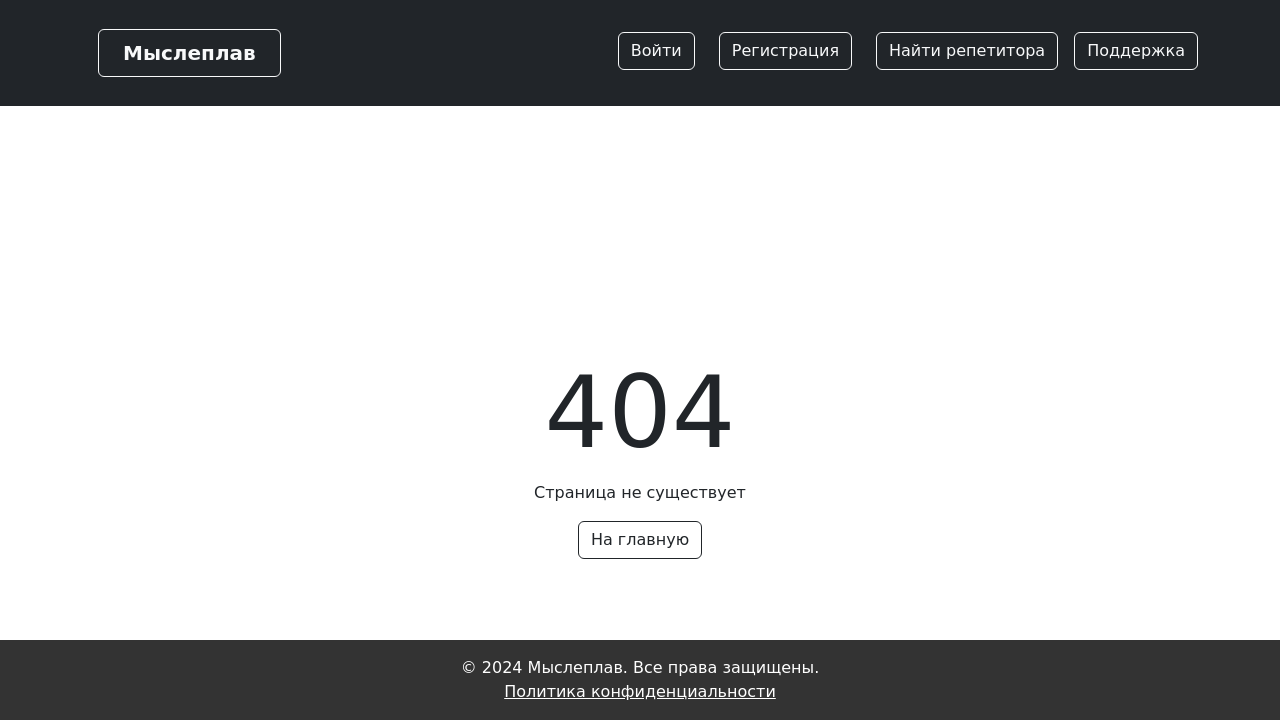 Мыслеплав
Войти
Регистрация
Найти репетитора
Поддержка
404
Страница не существует
На главную
© 2024 Мыслеплав. Все права защищены.
Политика конфиденциальности